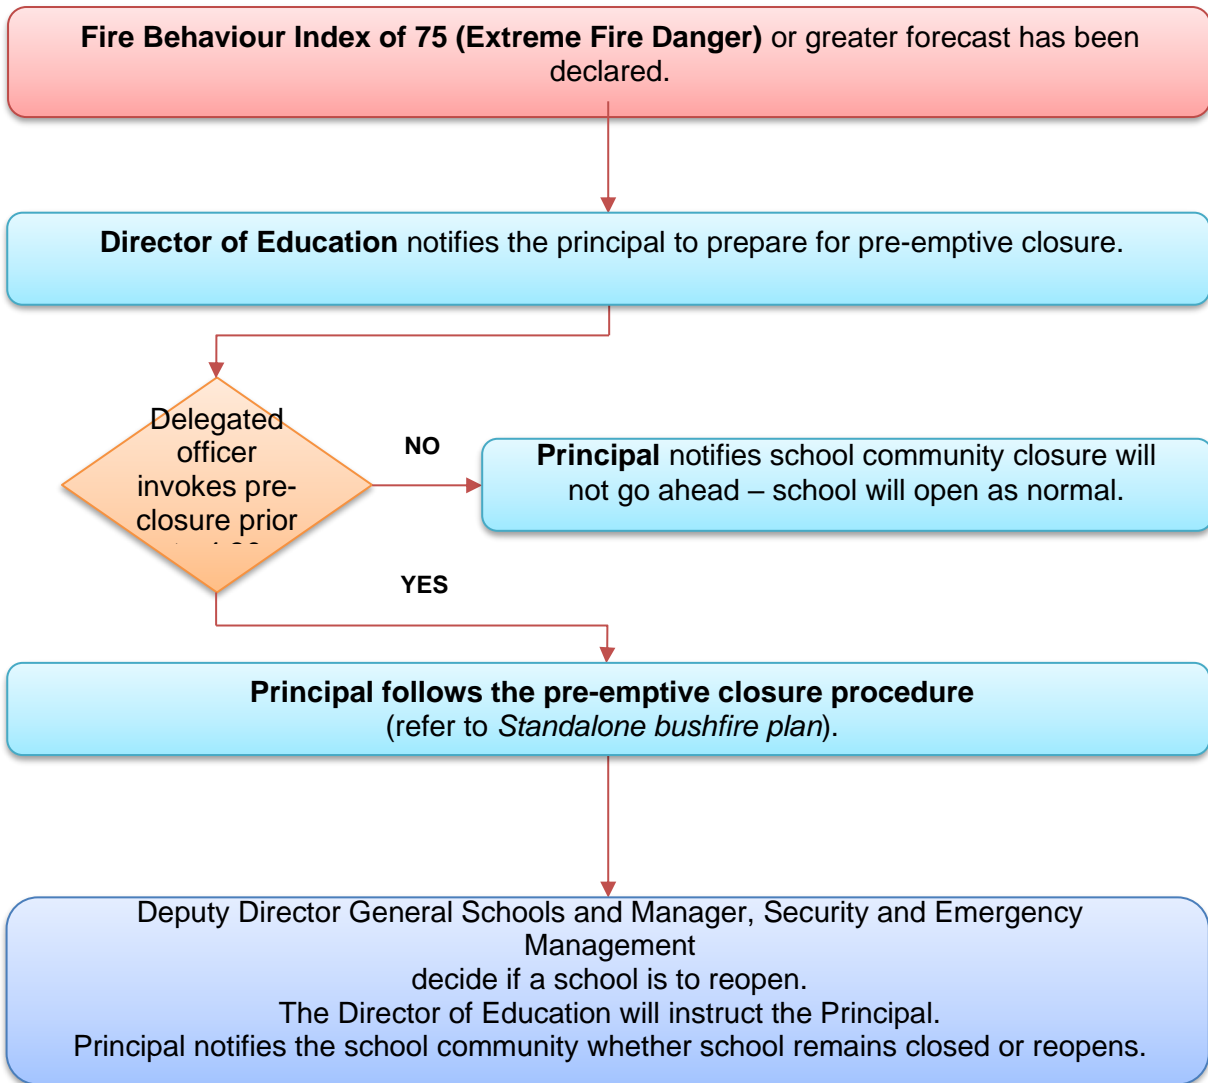 Fire Behaviour Index of 75 (Extreme Fire Danger) or greater forecast has been
declared.
Director of Education notifies the principal to prepare for pre-emptive closure.
Delegated
officer
invokes pre-
closure prior
NO
Principal notifies school community closure will
not go ahead – school will open as normal.
YES
Principal follows the pre-emptive closure procedure
(refer to Standalone bushfire plan).
Deputy Director General Schools and Manager, Security and Emergency
Management
decide if a school is to reopen.
The Director of Education will instruct the Principal.
Principal notifies the school community whether school remains closed or reopens.